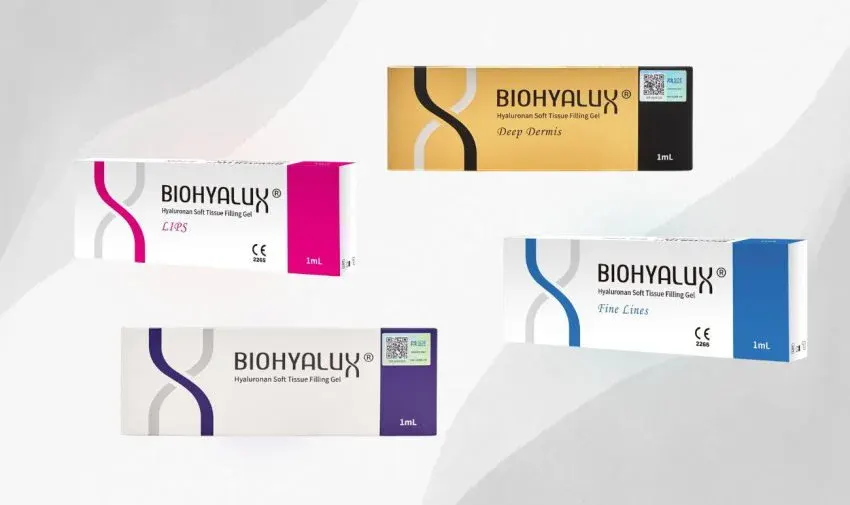 BIOHYALUX®
Hyaluronan Soft Tissue Filling Gel
Deep Dermis
1mL
BIOHYALUX®
Hyaluronan Soft Tissue Filling Gel
LIPS
CE
2265
1mL
BIOHYALUX®
Hyaluronan Soft Tissue Filling Gel
Fine Lines
CE
2266
1mL
BIOHYALUX®
Hyaluronan Soft Tissue Filling Gel
1mL